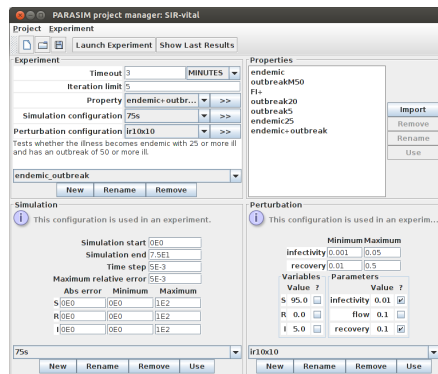 PARASIM project manager: SIR-vital
Project Experiment
Launch Experiment Show Last Results
Experiment
Timeout 3 MINUTES
Iteration limit 5
Property endemic+outbr... >>
Simulation configuration 75s >>
Perturbation configuration ir10x10 >>
Tests whether the illness becomes endemic with 25 or more ill
and has an outbreak of 50 or more ill.
endemic_outbreak
New Rename Remove
Properties
endemic
outbreakM50
FI+
outbreak20
outbreak5
endemic25
endemic+outbreak
Import
Remove
Rename
Use
Simulation
i This configuration is used in an experiment.
Simulation start 0E0
Simulation end 7.5E1
Time step 5E-3
Maximum relative error 5E-3
Abs error Minimum Maximum
S 0E0 0E0 1E2
R 0E0 0E0 1E2
I 0E0 0E0 1E2
75s
New Rename Remove Use
Perturbation
i This configuration is used in an experim...
Minimum Maximum
infectivity 0.001 0.05
recovery 0.01 0.5
Variables
Value ?
S 95.0
R 0.0
I 5.0
Parameters
Value ?
infectivity 0.01
flow 0.1
recovery 0.1
ir10x10
New Rename Remove Use